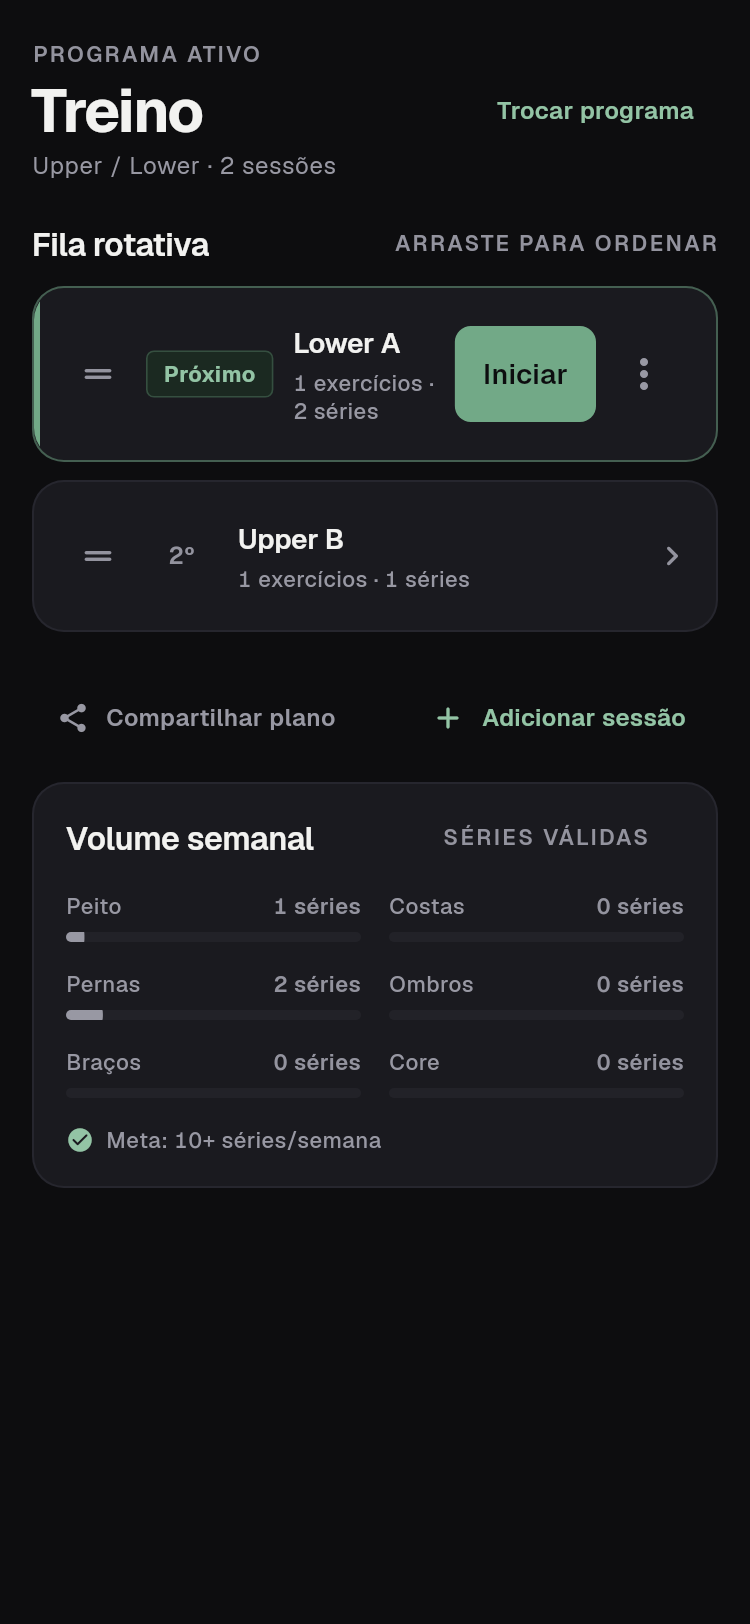 PROGRAMA ATIVO
Treino
Trocar programa
Upper / Lower · 2 sessões
Fila rotativa
ARRASTE PARA ORDENAR
Próximo
Lower A
1 exercícios ·
2 séries
Iniciar
2º
Upper B
1 exercícios · 1 séries
Compartilhar plano
Adicionar sessão
Volume semanal
SÉRIES VÁLIDAS
Peito
1 séries
Costas
0 séries
Pernas
2 séries
Ombros
0 séries
Braços
0 séries
Core
0 séries
Meta: 10+ séries/semana